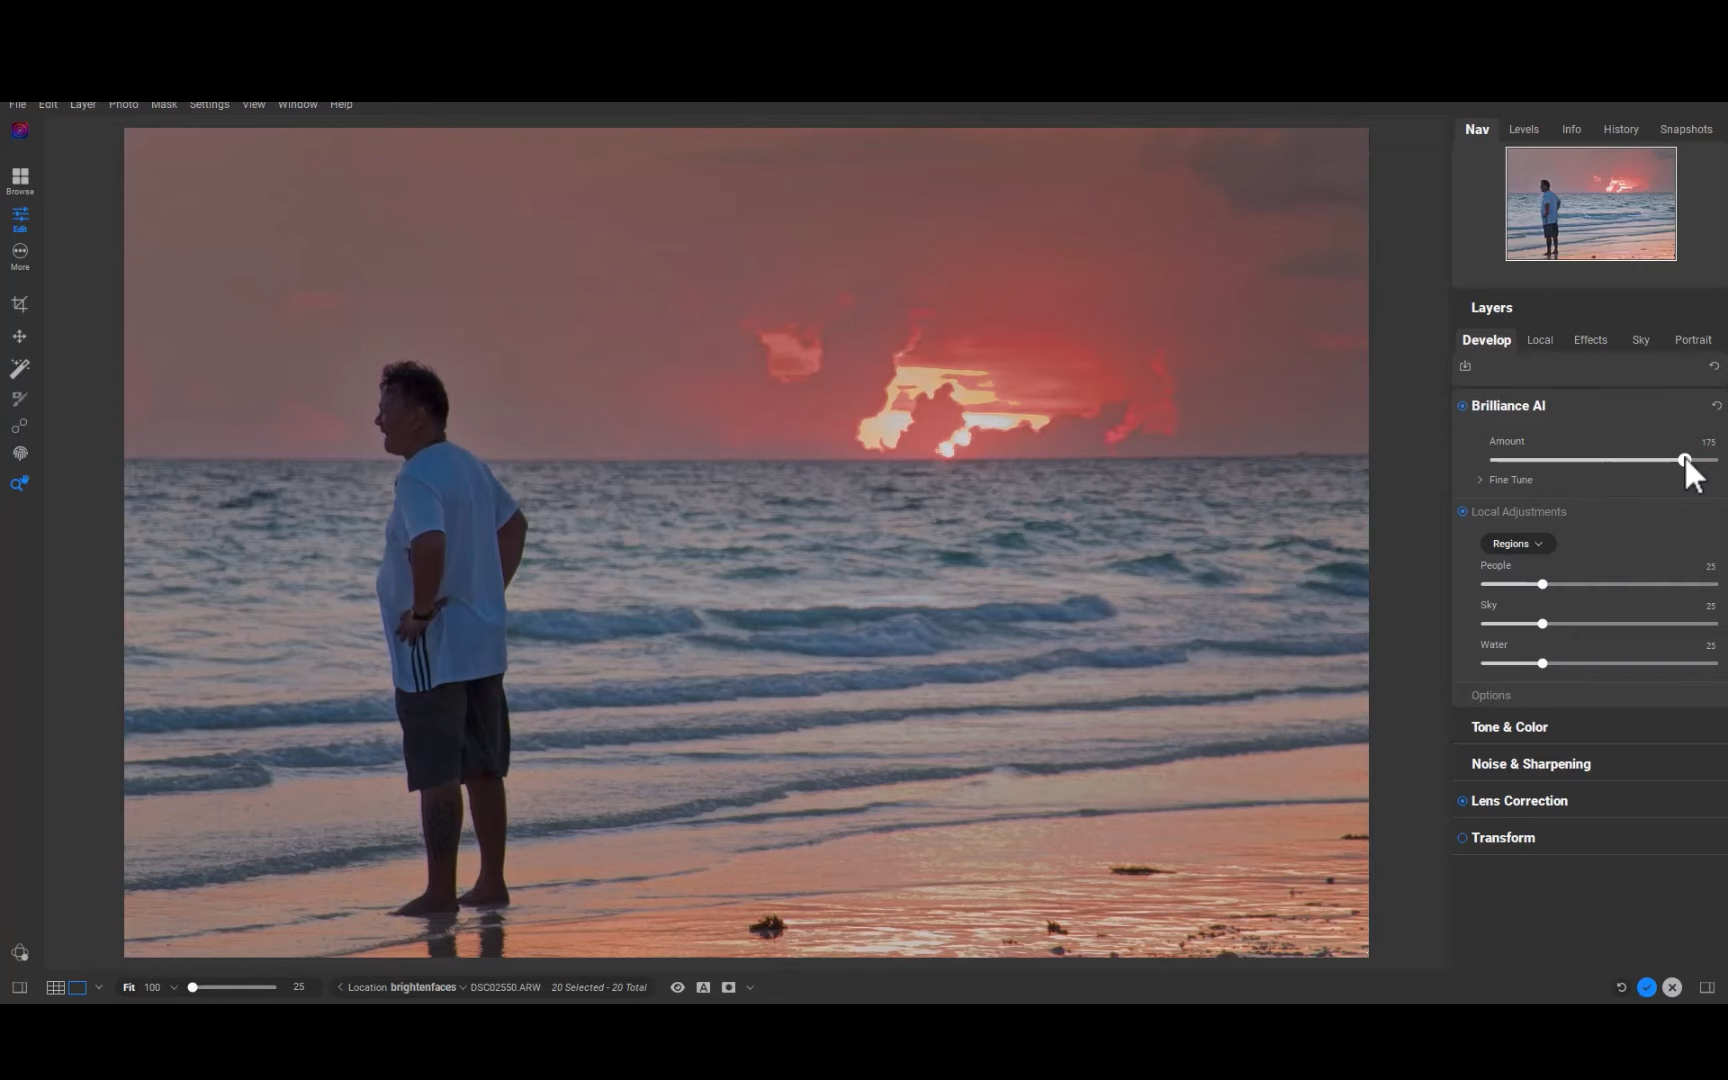 File Edit Layer Photo Mask Settings View Window Help
Nav Levels Info History Snapshots
Browse
Edit
More
Layers
Develop Local Effects Sky Portrait
Brilliance AI
Amount 175
Fine Tune
Local Adjustments
Regions
People 25
Sky 25
Water 25
Options
Tone & Color
Noise & Sharpening
Lens Correction
Transform
Fit 100 25 Location brightenfaces DSC02550.ARW 20 Selected - 20 Total A